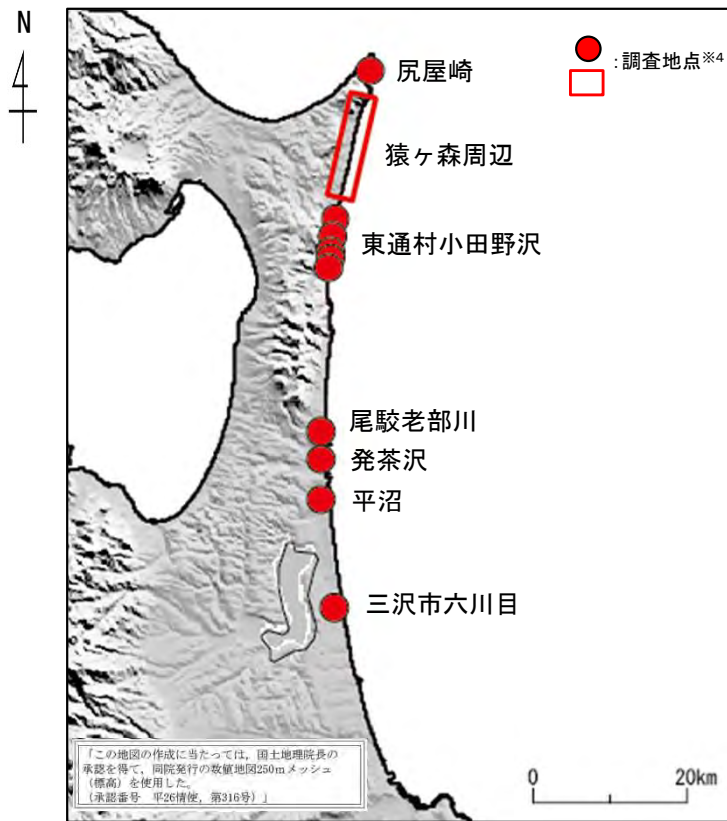 N
:調査地点※4
尻屋崎
猿ヶ森周辺
東通村小田野沢
尾駮老部川
発茶沢
平沼
三沢市六川目
「この地図の作成に当たっては，国土地理院長の
承認を得て，同院発行の数値地図250mメッシュ
（標高）を使用した。
（承認番号 平26情使，第316号）」
0 20km